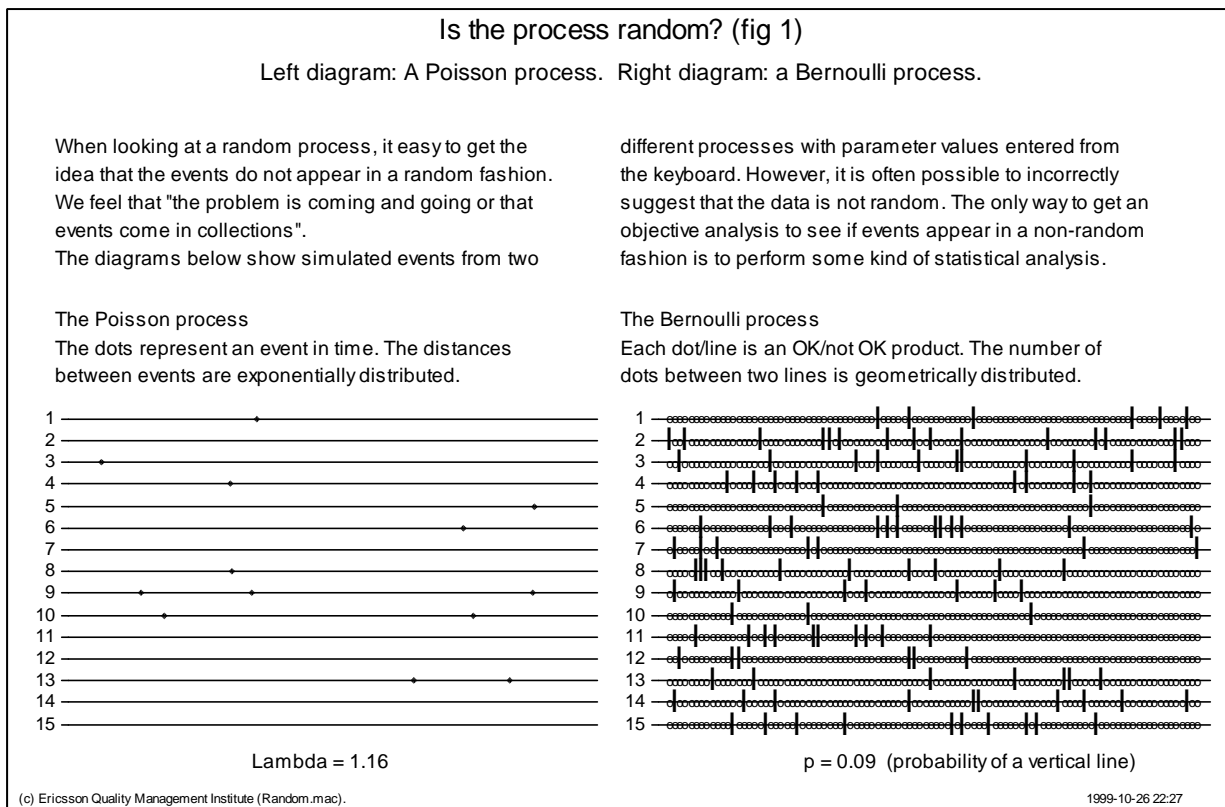 Is the process random? (fig 1)
Left diagram: A Poisson process. Right diagram: a Bernoulli process.
When looking at a random process, it easy to get the
idea that the events do not appear in a random fashion.
We feel that "the problem is coming and going or that
events come in collections".
The diagrams below show simulated events from two
different processes with parameter values entered from
the keyboard. However, it is often possible to incorrectly
suggest that the data is not random. The only way to get an
objective analysis to see if events appear in a non-random
fashion is to perform some kind of statistical analysis.
The Poisson process
The dots represent an event in time. The distances
between events are exponentially distributed.
The Bernoulli process
Each dot/line is an OK/not OK product. The number of
dots between two lines is geometrically distributed.
1
2
3
4
5
6
7
8
9
10
11
12
13
14
15
Lambda = 1.16
1
2
3
4
5
6
7
8
9
10
11
12
13
14
15
p = 0.09 (probability of a vertical line)
(c) Ericsson Quality Management Institute (Random.mac).
1999-10-26 22:27